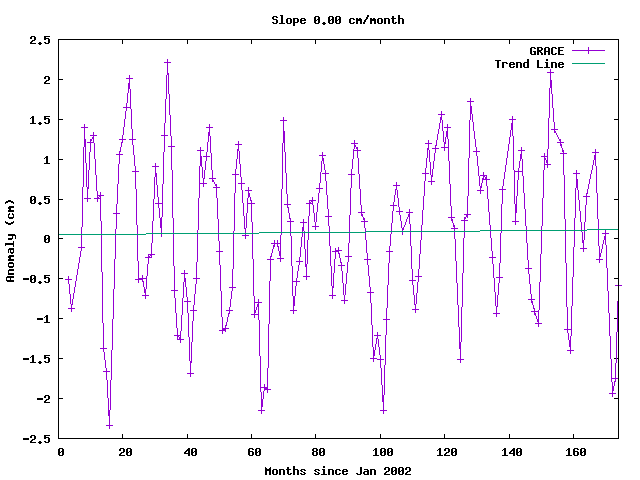 Slope 0.00 cm/month
GRACE
Trend Line
2.5
2
1.5
1
0.5
0
-0.5
-1
-1.5
-2
-2.5
Anomaly (cm)
0 20 40 60 80 100 120 140 160
Months since Jan 2002